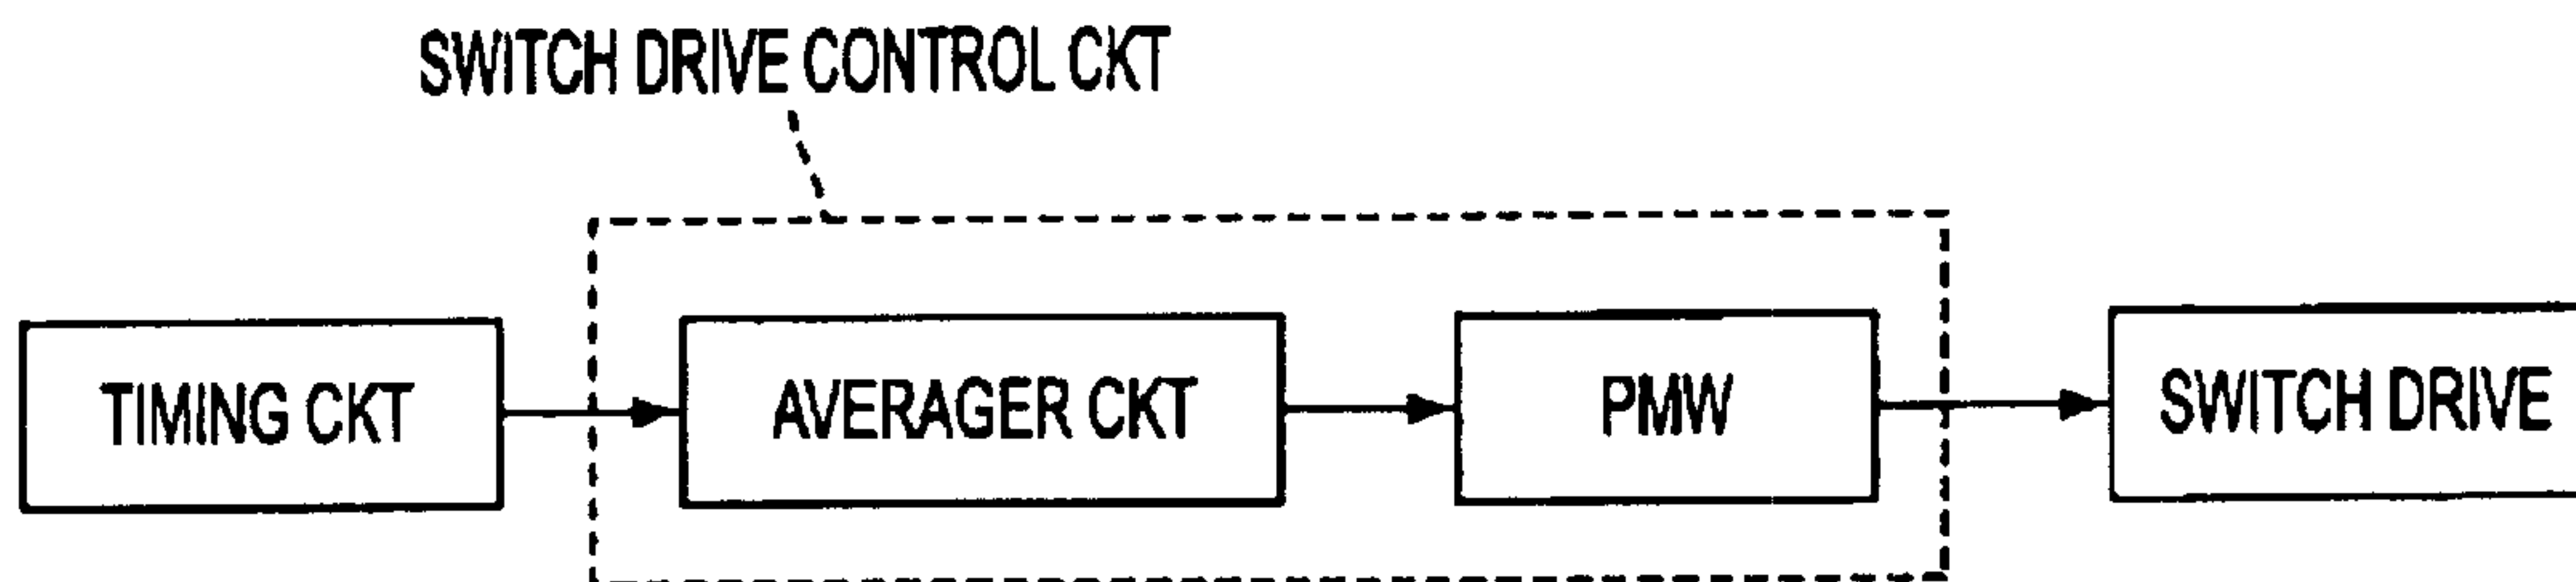 SWITCH DRIVE CONTROL CKT
TIMING CKT
AVERAGER CKT
PMW
SWITCH DRIVE